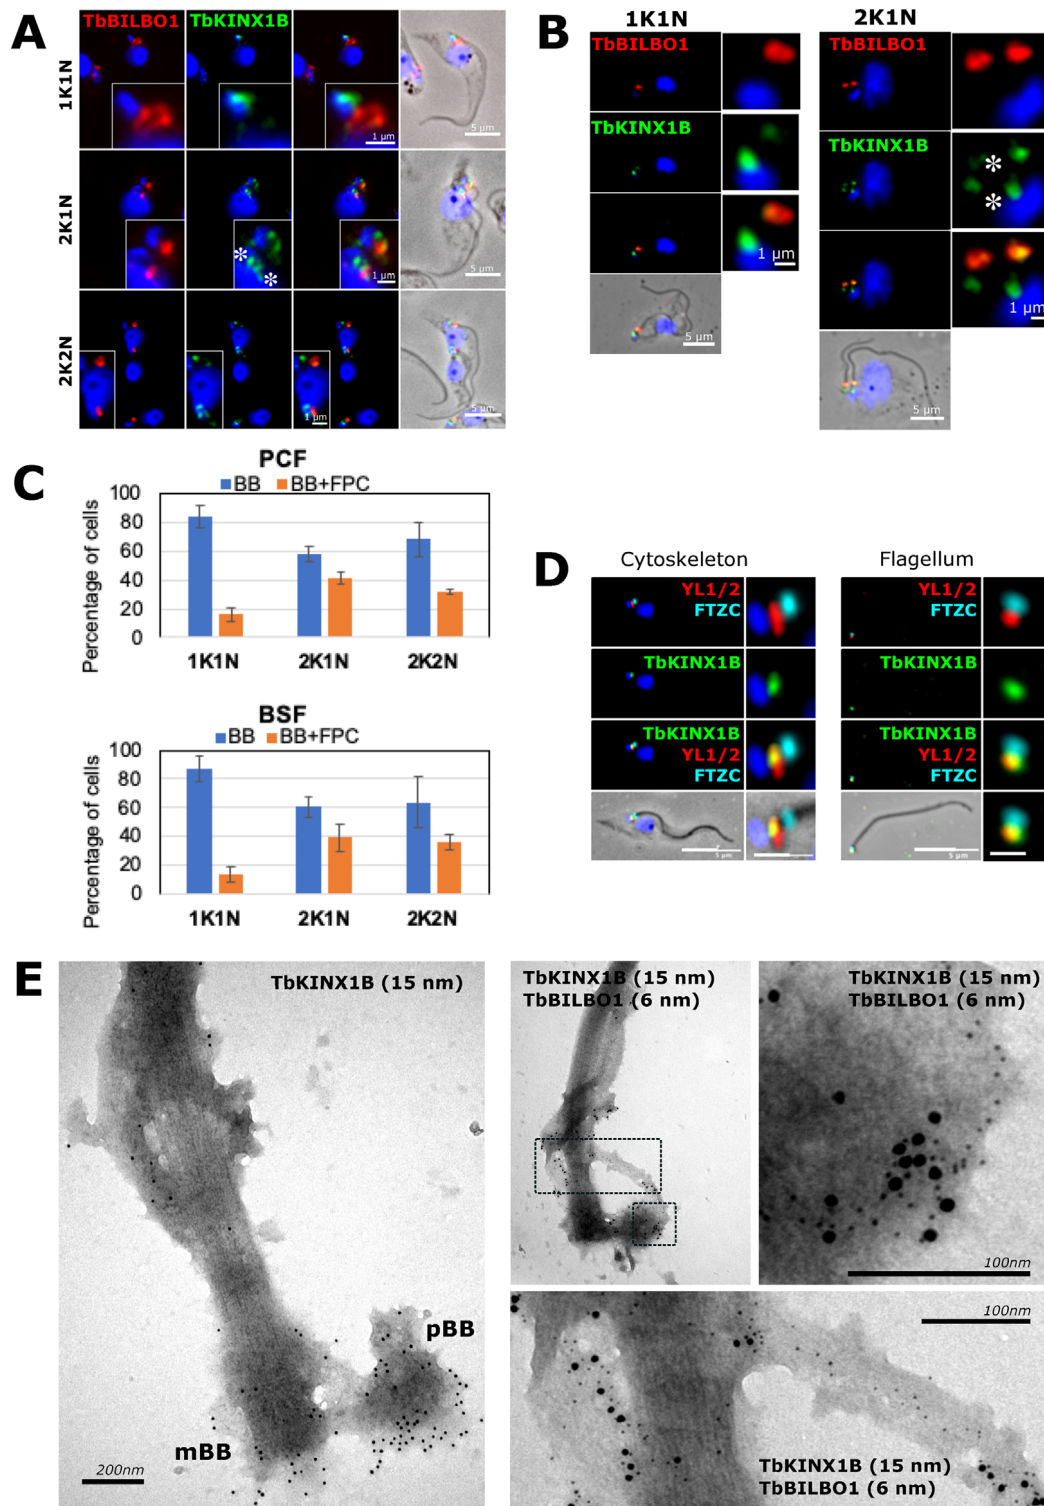 A
TbBILBO1 TbKINX1B
1K1N
1 µm
5 µm
2K1N
*
*
1 µm
5 µm
2K2N
1 µm
5 µm
B
1K1N
TbBILBO1
TbKINX1B
1 µm
5 µm
2K1N
TbBILBO1
TbKINX1B
*
*
1 µm
5 µm
C
PCF
BB BB+FPC
Percentage of cells
100
80
60
40
20
0
1K1N 2K1N 2K2N
BSF
BB BB+FPC
Percentage of cells
100
80
60
40
20
0
1K1N 2K1N 2K2N
D
Cytoskeleton
YL1/2
FTZC
TbKINX1B
TbKINX1B
YL1/2
FTZC
5 µm
Flagellum
YL1/2
FTZC
TbKINX1B
TbKINX1B
YL1/2
FTZC
5 µm
E
TbKINX1B (15 nm)
pBB
mBB
200nm
TbKINX1B (15 nm)
TbBILBO1 (6 nm)
TbKINX1B (15 nm)
TbBILBO1 (6 nm)
100nm
100nm
TbKINX1B (15 nm)
TbBILBO1 (6 nm)